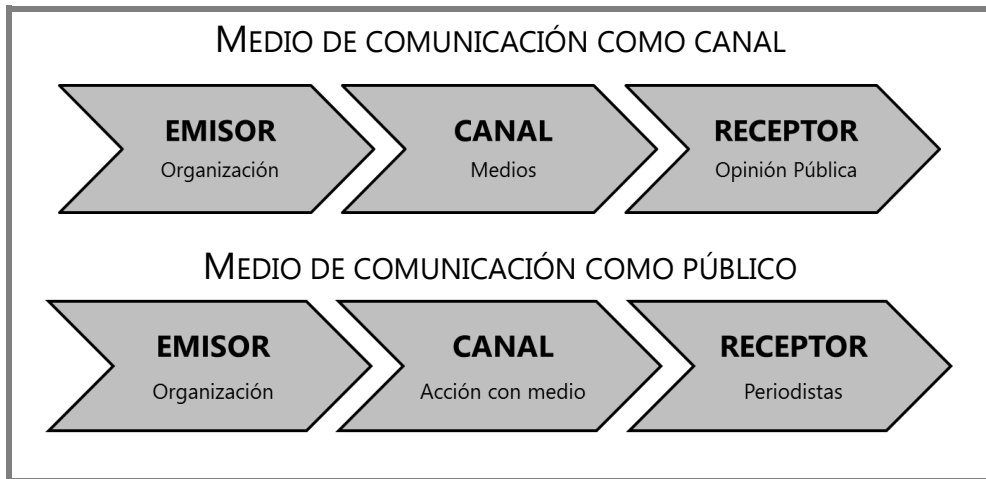 MEDIO DE COMUNICACIÓN COMO CANAL
EMISOR
Organización
CANAL
Medios
RECEPTOR
Opinión Pública
MEDIO DE COMUNICACIÓN COMO PÚBLICO
EMISOR
Organización
CANAL
Acción con medio
RECEPTOR
Periodistas